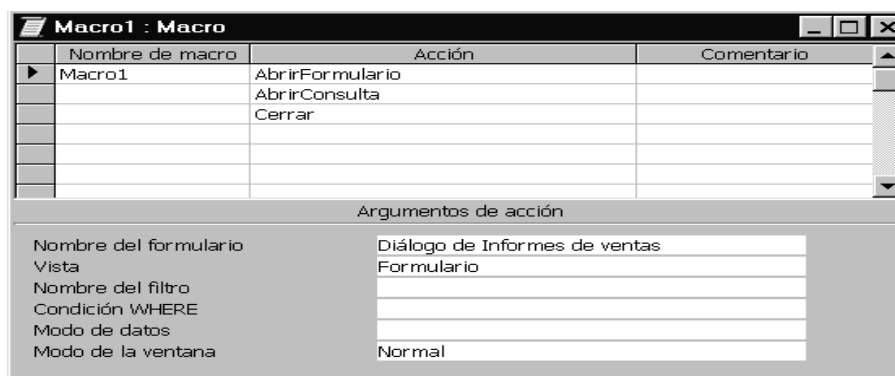 Macro1 : Macro
Nombre de macro Acción Comentario
Macro1 AbrirFormulario
AbrirConsulta
Cerrar
Argumentos de acción
Nombre del formulario Diálogo de Informes de ventas
Vista Formulario
Nombre del filtro
Condición WHERE
Modo de datos
Modo de la ventana Normal